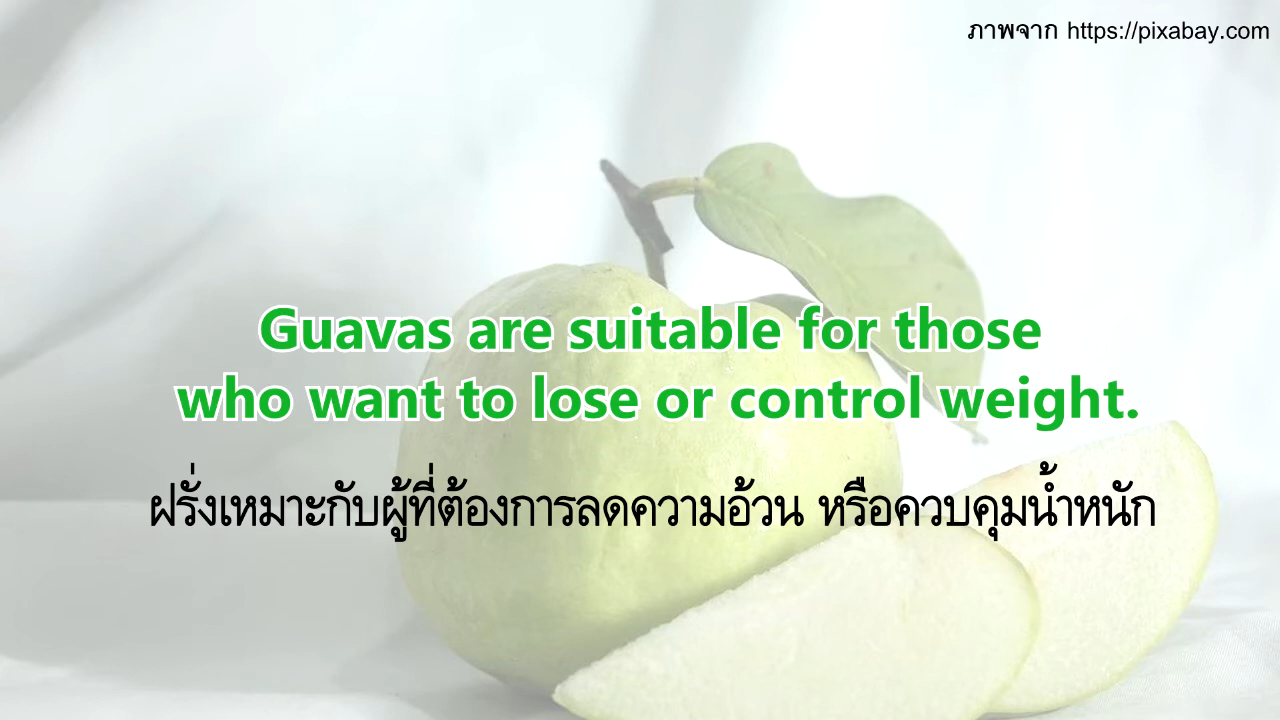 ภาพจาก https://pixabay.com
Guavas are suitable for those
who want to lose or control weight.
ฝรั่งเหมาะกับผู้ที่ต้องการลดความอ้วน หรือควบคุมน้ำหนัก